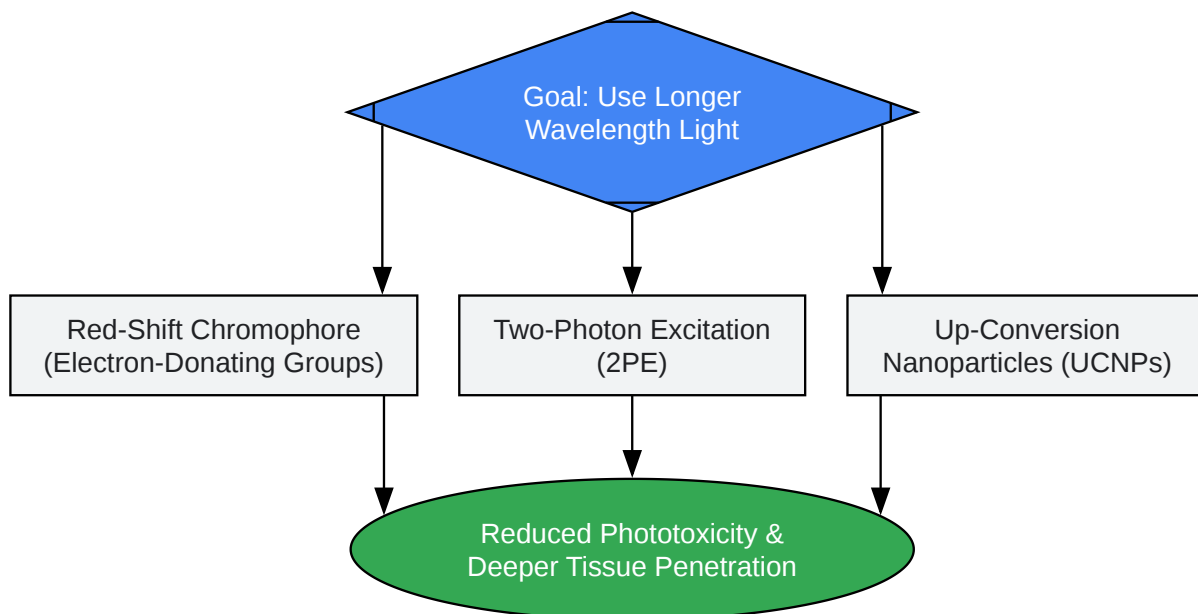 Goal: Use Longer
Wavelength Light
Red-Shift Chromophore
(Electron-Donating Groups)
Two-Photon Excitation
(2PE)
Up-Conversion
Nanoparticles (UCNPs)
Reduced Phototoxicity &
Deeper Tissue Penetration